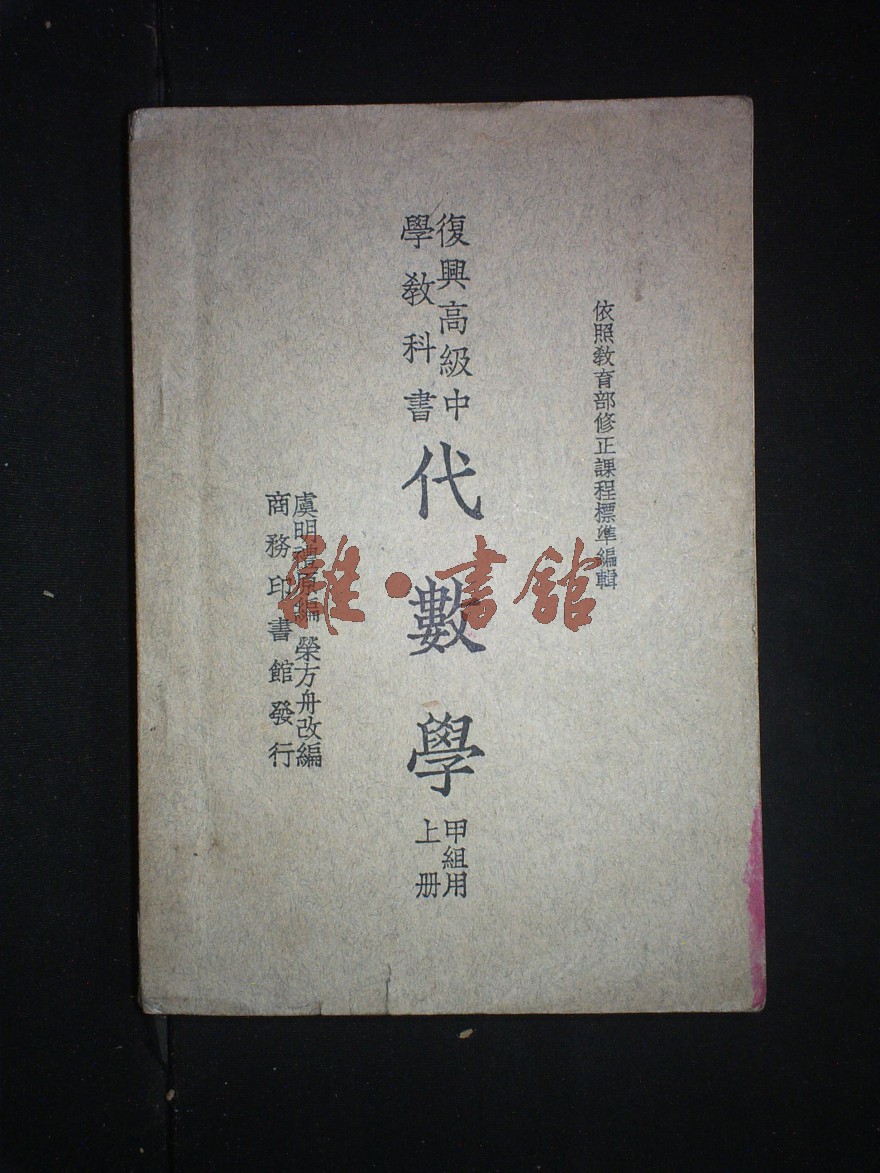 依照教育部修正課程標準編輯
復興高級中
學教科書
代數學
甲組用
上册
虞明禮原編 榮方舟改編
商務印書館發行
雜·書館